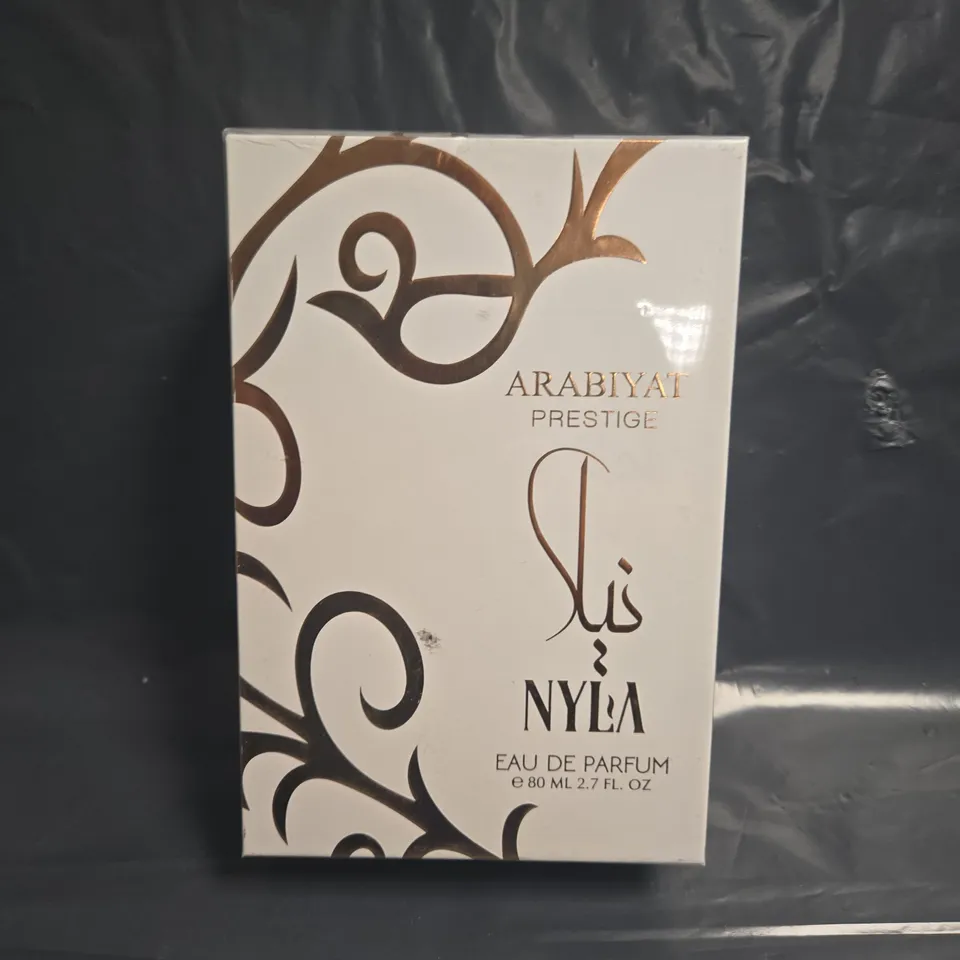 ARABIYAT
PRESTIGE
نيلا
NYLA
EAU DE PARFUM
℮ 80 ML 2.7 FL. OZ